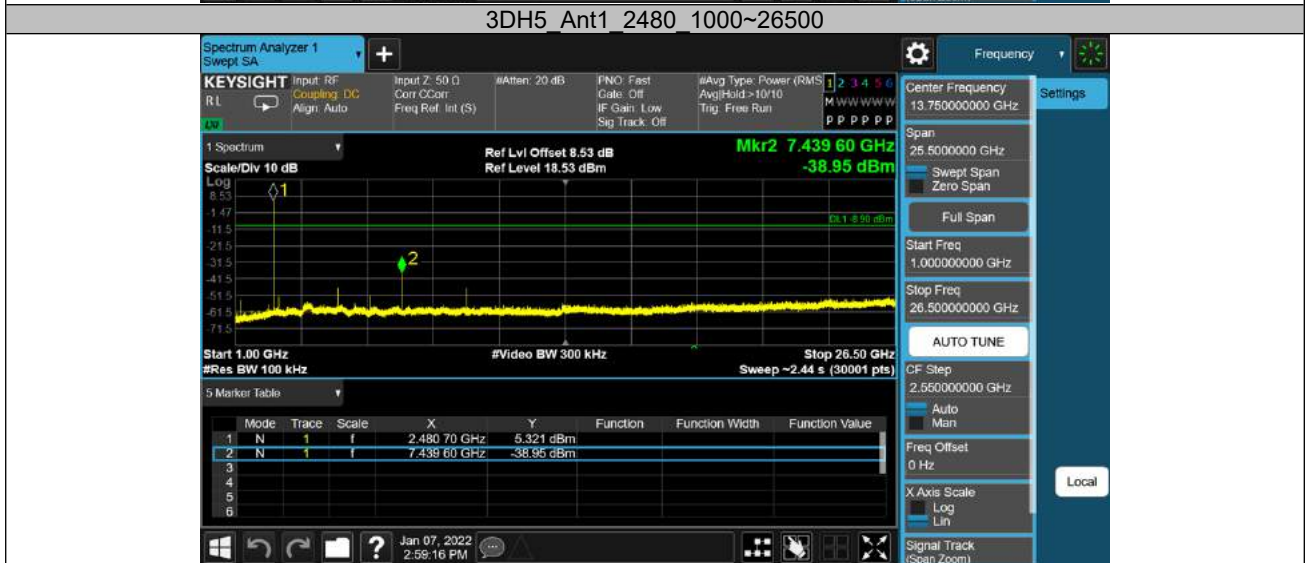 3DH5_Ant1_2480_1000~26500
Spectrum Analyzer 1
Swept SA
Frequency
KEYSIGHT
RL
Input: RF
Coupling: DC
Align: Auto
Input Z: 50 Ω
Corr CCorr
Freq Ref: Int (S)
#Atten: 20 dB
PNO: Fast
Gate: Off
IF Gain: Low
Sig Track: Off
#Avg Type: Power (RMS
Avg|Hold:>10/10
Trig: Free Run
1 2 3 4 5 6
M W W W W W
P P P P P P
1 Spectrum
Scale/Div 10 dB
Ref Lvl Offset 8.53 dB
Ref Level 18.53 dBm
Mkr2 7.439 60 GHz
-38.95 dBm
Log
8.53
-1.47
-11.5
-21.5
-31.5
-41.5
-51.5
-61.5
-71.5
1
2
DL1 -8.90 dBm
Start 1.00 GHz
#Res BW 100 kHz
#Video BW 300 kHz
Stop 26.50 GHz
Sweep ~2.44 s (30001 pts)
5 Marker Table
Mode Trace Scale X Y Function Function Width Function Value
1 N 1 f 2.480 70 GHz 5.321 dBm
2 N 1 f 7.439 60 GHz -38.95 dBm
3
4
5
6
Jan 07, 2022
2:59:16 PM
Center Frequency
13.750000000 GHz
Span
25.5000000 GHz
Swept Span
Zero Span
Full Span
Start Freq
1.000000000 GHz
Stop Freq
26.500000000 GHz
AUTO TUNE
CF Step
2.550000000 GHz
Auto
Man
Freq Offset
0 Hz
X Axis Scale
Log
Lin
Signal Track
(Span Zoom)
Settings
Local